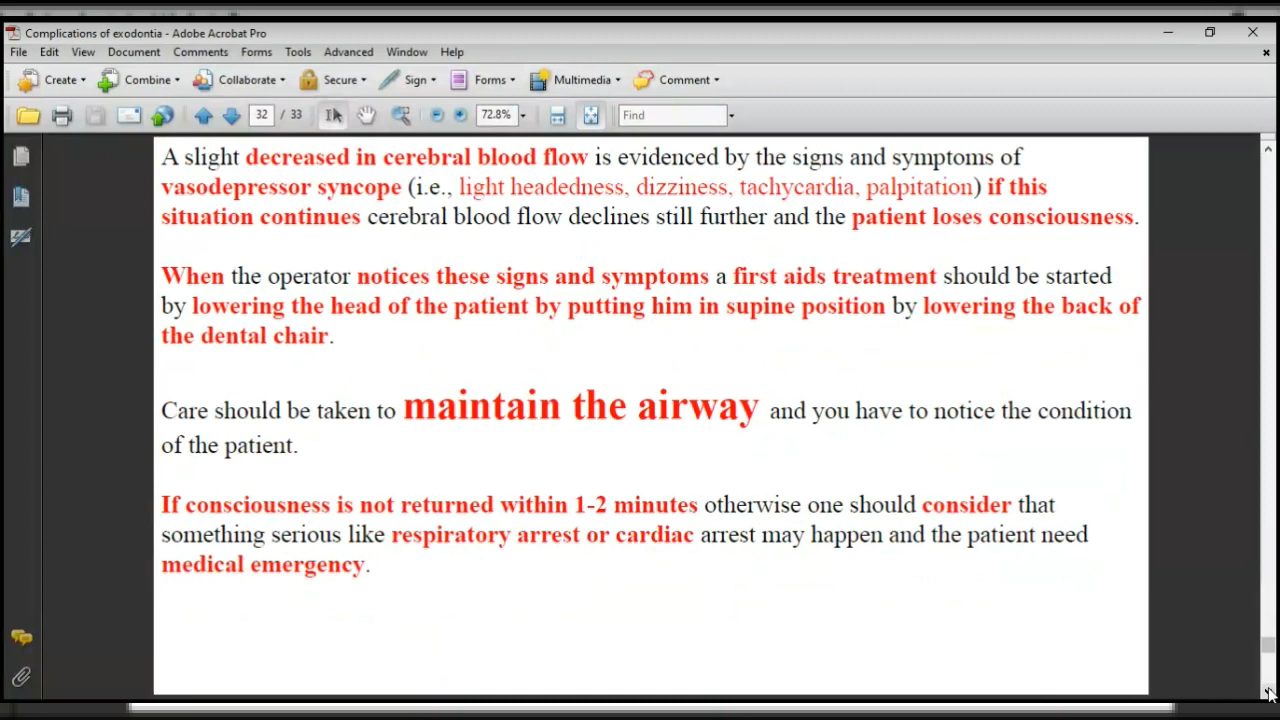 Complications of exodontia - Adobe Acrobat Pro
File Edit View Document Comments Forms Tools Advanced Window Help
Create Combine Collaborate Secure Sign Forms Multimedia Comment
32 / 33 72.8% Find
A slight decreased in cerebral blood flow is evidenced by the signs and symptoms of
vasodepressor syncope (i.e., light headedness, dizziness, tachycardia, palpitation) if this
situation continues cerebral blood flow declines still further and the patient loses consciousness.
When the operator notices these signs and symptoms a first aids treatment should be started
by lowering the head of the patient by putting him in supine position by lowering the back of
the dental chair.
Care should be taken to maintain the airway and you have to notice the condition
of the patient.
If consciousness is not returned within 1-2 minutes otherwise one should consider that
something serious like respiratory arrest or cardiac arrest may happen and the patient need
medical emergency.